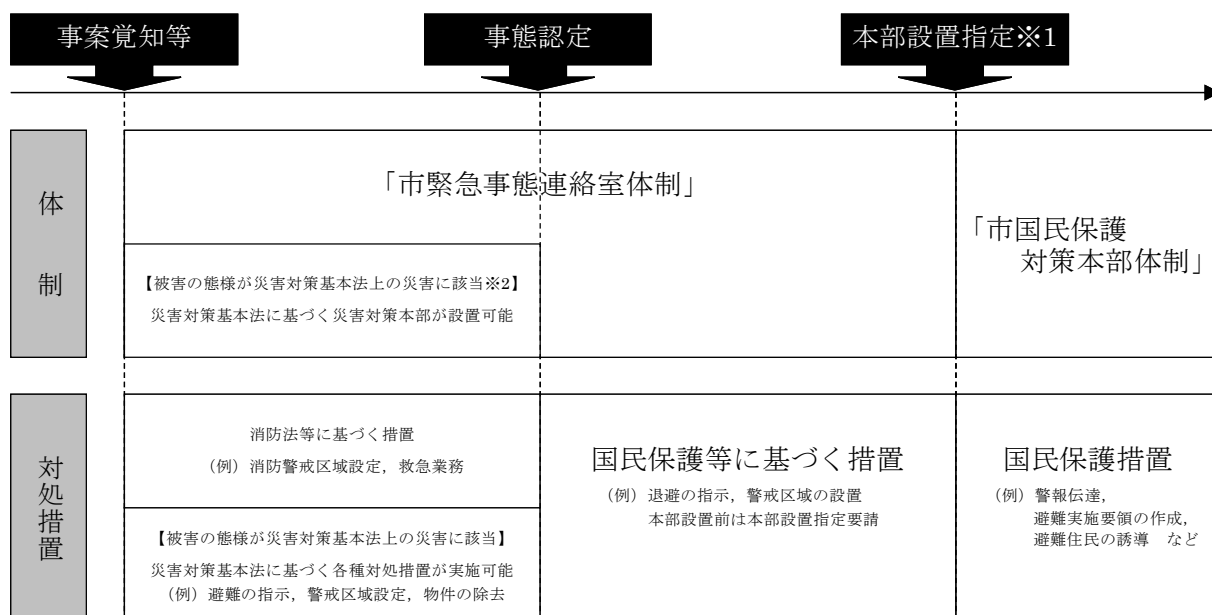 事案覚知等
事態認定
本部設置指定※1
体制
「市緊急事態連絡室体制」
【被害の態様が災害対策基本法上の災害に該当※2】
災害対策基本法に基づく災害対策本部が設置可能
「市国民保護
対策本部体制」
対処措置
消防法等に基づく措置
（例）消防警戒区域設定，救急業務
【被害の態様が災害対策基本法上の災害に該当】
災害対策基本法に基づく各種対処措置が実施可能
（例）避難の指示，警戒区域設定，物件の除去
国民保護等に基づく措置
（例）退避の指示，警戒区域の設置
本部設置前は本部設置指定要請
国民保護措置
（例）警報伝達，
避難実施要領の作成，
避難住民の誘導　など